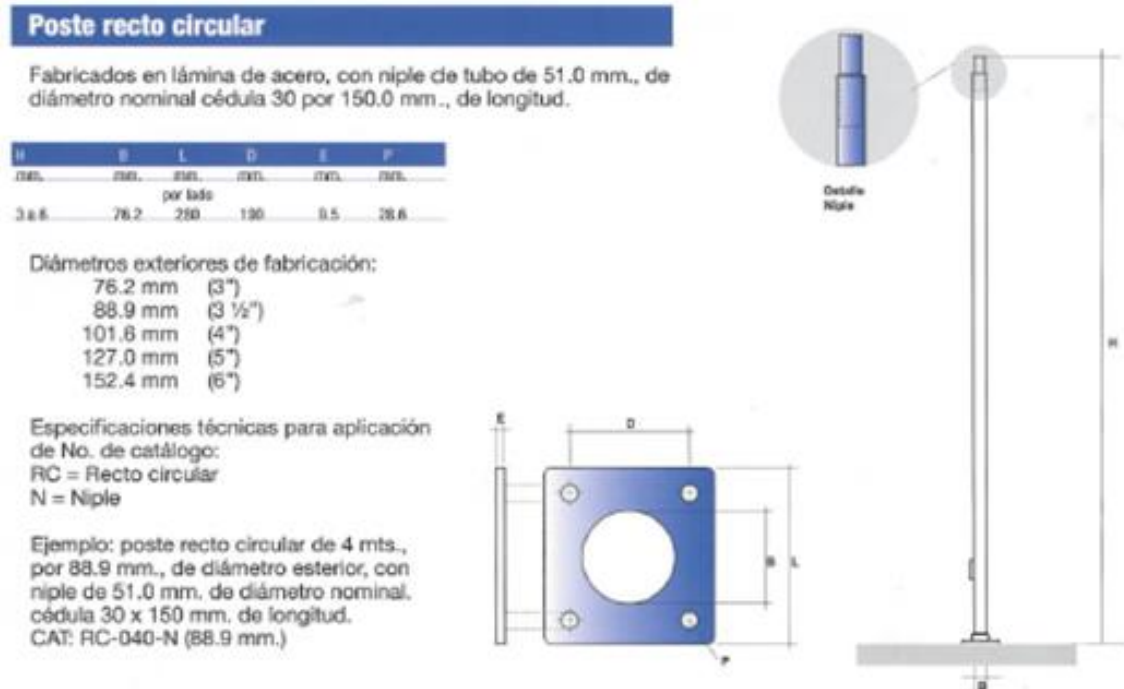 Poste recto circular
Fabricados en lámina de acero, con niple de tubo de 51.0 mm., de
diámetro nominal cédula 30 por 150.0 mm., de longitud.
H B L D E P
mm. mm. mm. mm. mm. mm.
por lado
3 a 6 76.2 280 190 9.5 28.6
Diámetros exteriores de fabricación:
76.2 mm (3")
88.9 mm (3 ½")
101.6 mm (4")
127.0 mm (5")
152.4 mm (6")
Especificaciones técnicas para aplicación
de No. de catálogo:
RC = Recto circular
N = Niple
Ejemplo: poste recto circular de 4 mts.,
por 88.9 mm., de diámetro esterior, con
niple de 51.0 mm. de diámetro nominal,
cédula 30 x 150 mm. de longitud.
CAT: RC-040-N (88.9 mm.)
Detalle
Niple
E
D
B
L
P
H
B